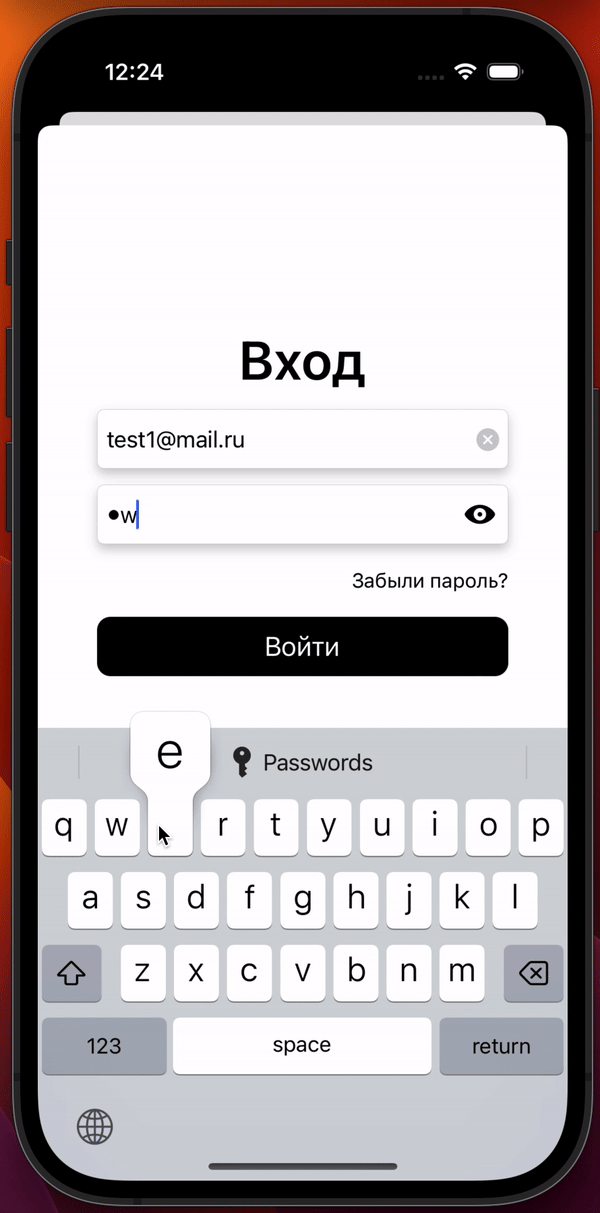 12:24
Вход
test1@mail.ru
•w
Забыли пароль?
Войти
e
Passwords
q w r t y u i o p
a s d f g h j k l
z x c v b n m
123 space return